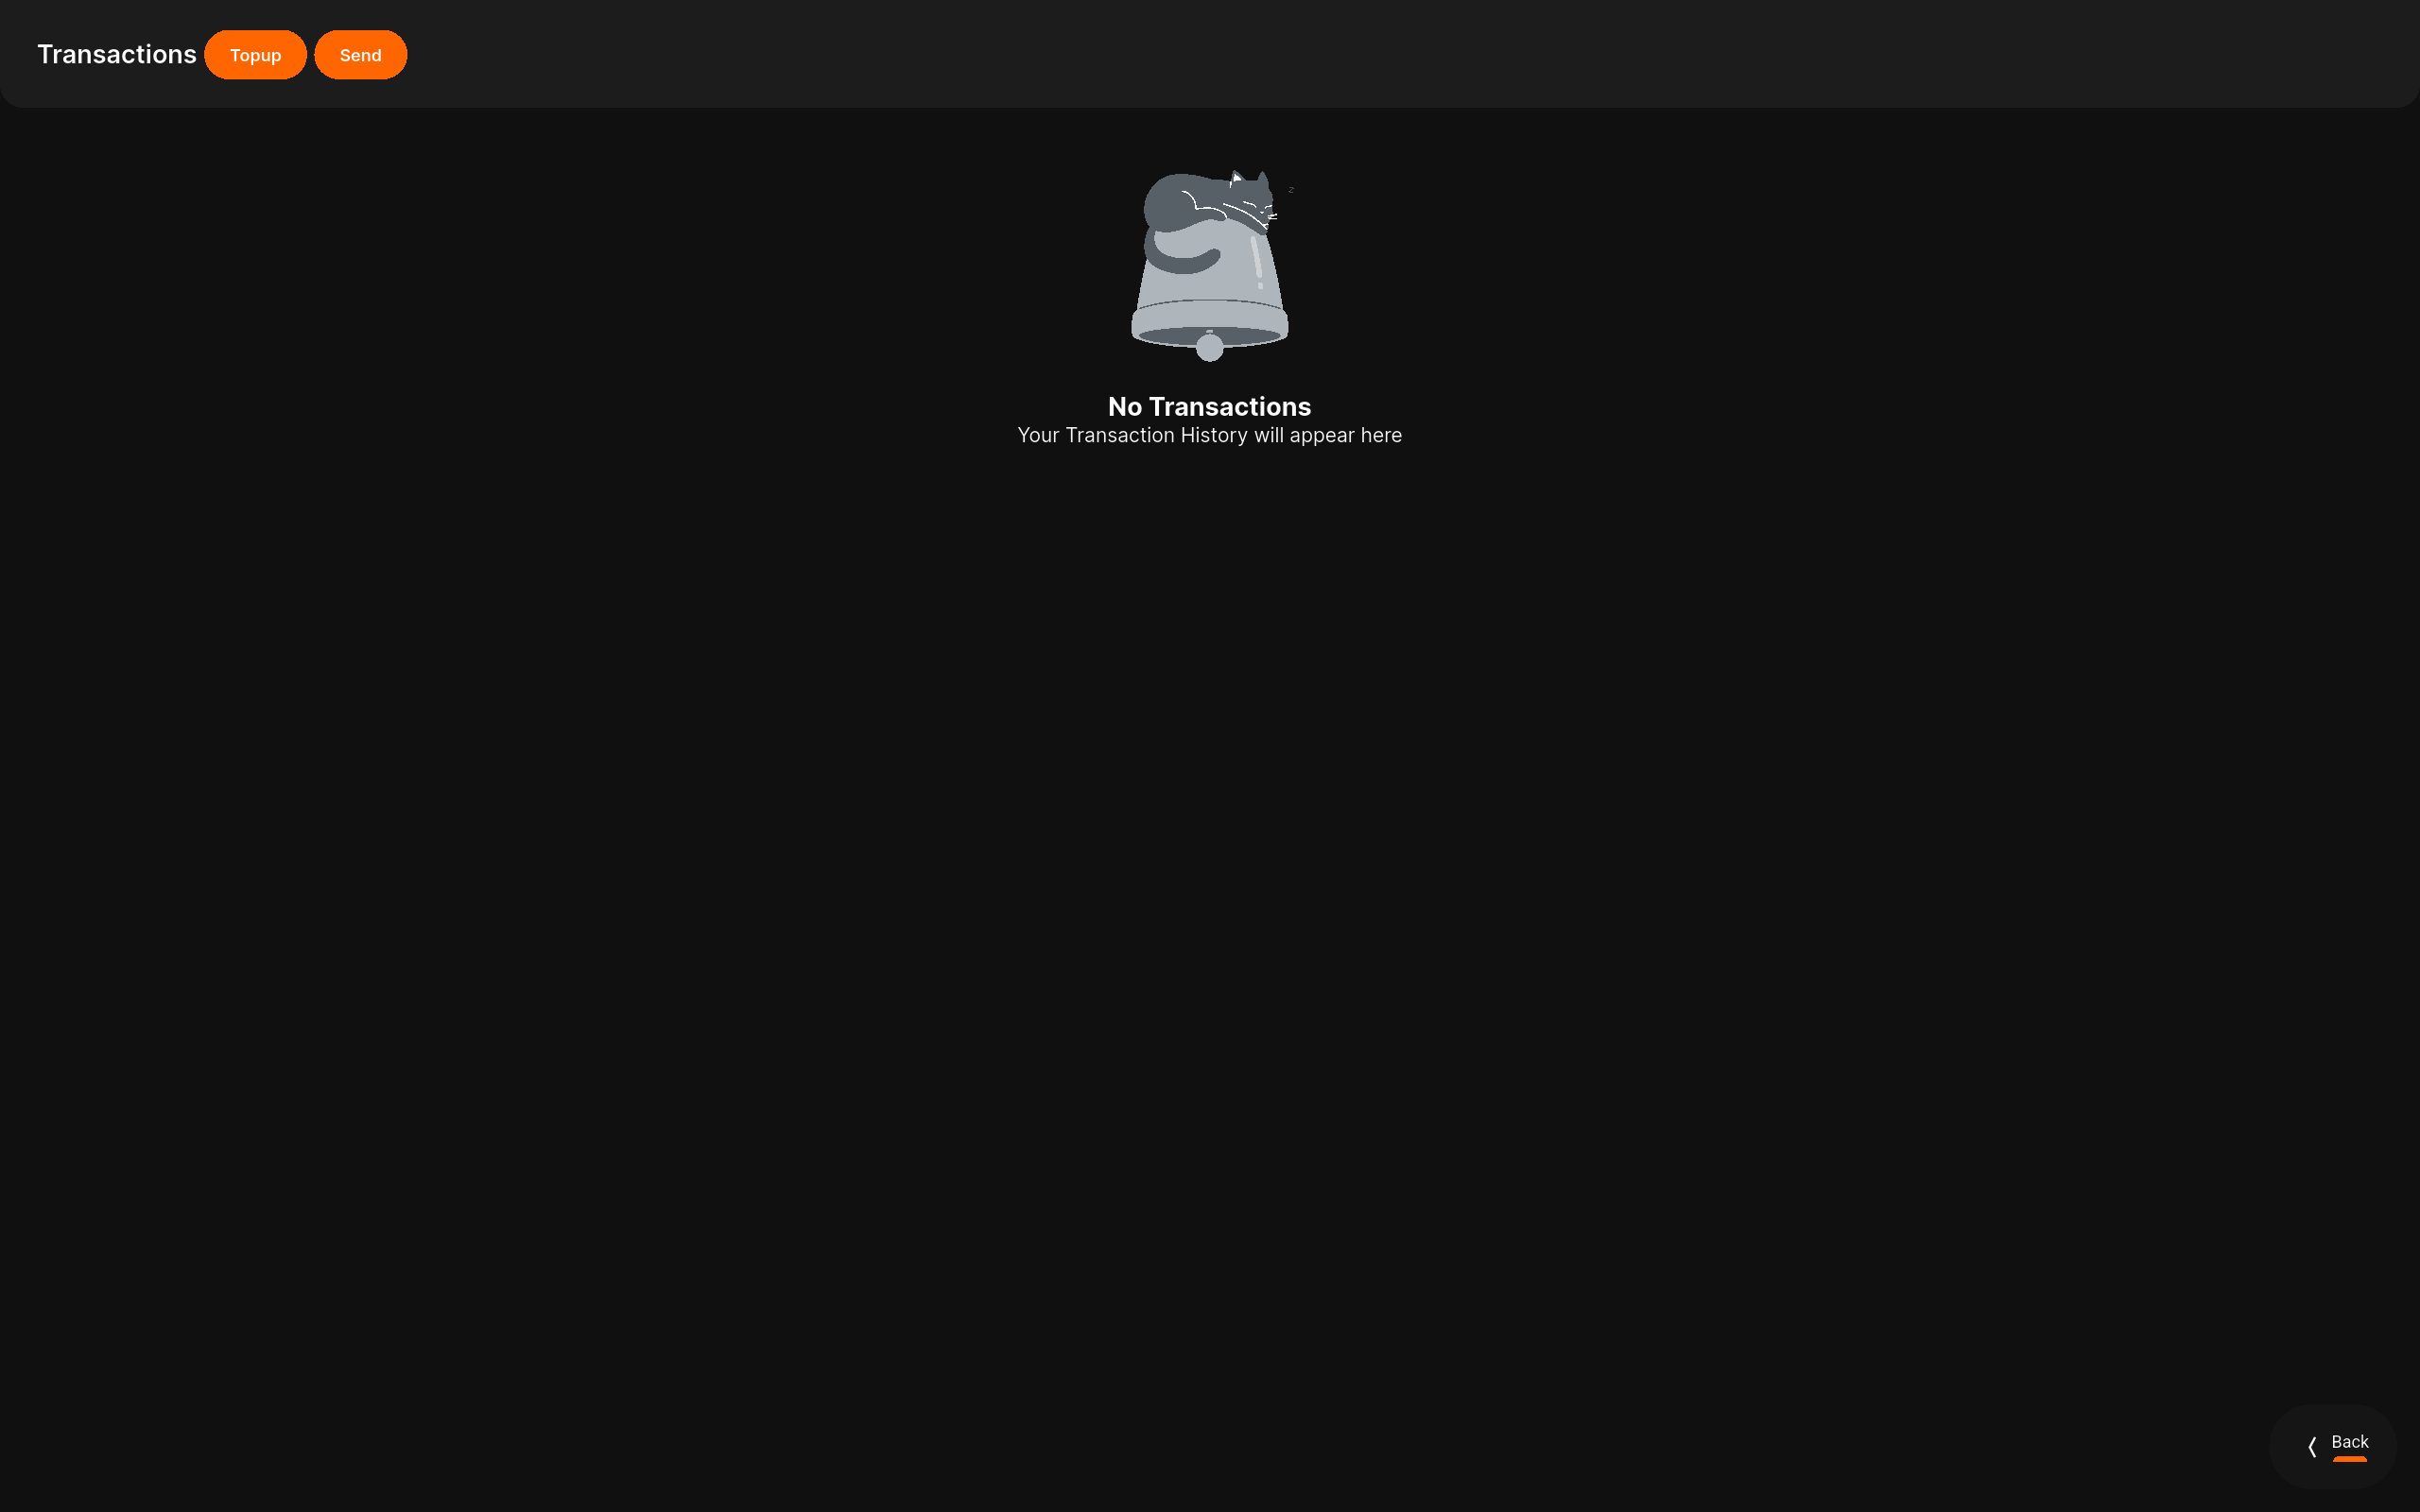 Transactions
Topup
Send
z
No Transactions
Your Transaction History will appear here
Back